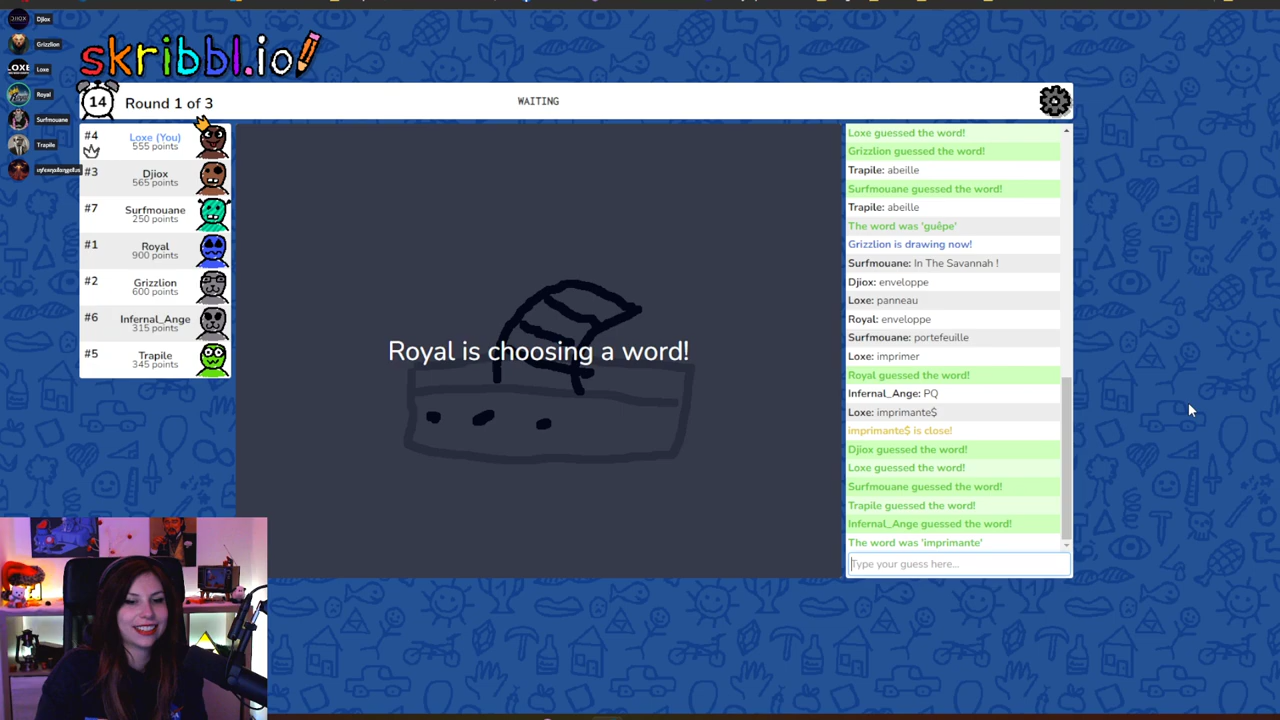 DJIOX
Djiox
Grizzlion
LOXE
Loxe
Royal
Surfmouane
Trapile
skribbl.io
14
Round 1 of 3
WAITING
#4
Loxe (You)
555 points
#3
Djiox
565 points
#7
Surfmouane
250 points
#1
Royal
900 points
#2
Grizzlion
600 points
#6
Infernal_Ange
315 points
#5
Trapile
345 points
Royal is choosing a word!
Loxe guessed the word!
Grizzlion guessed the word!
Trapile: abeille
Surfmouane guessed the word!
Trapile: abeille
The word was 'guêpe'
Grizzlion is drawing now!
Surfmouane: In The Savannah !
Djiox: enveloppe
Loxe: panneau
Royal: enveloppe
Surfmouane: portefeuille
Loxe: imprimer
Royal guessed the word!
Infernal_Ange: PQ
Loxe: imprimante$
imprimante$ is close!
Djiox guessed the word!
Loxe guessed the word!
Surfmouane guessed the word!
Trapile guessed the word!
Infernal_Ange guessed the word!
The word was 'imprimante'
Type your guess here...